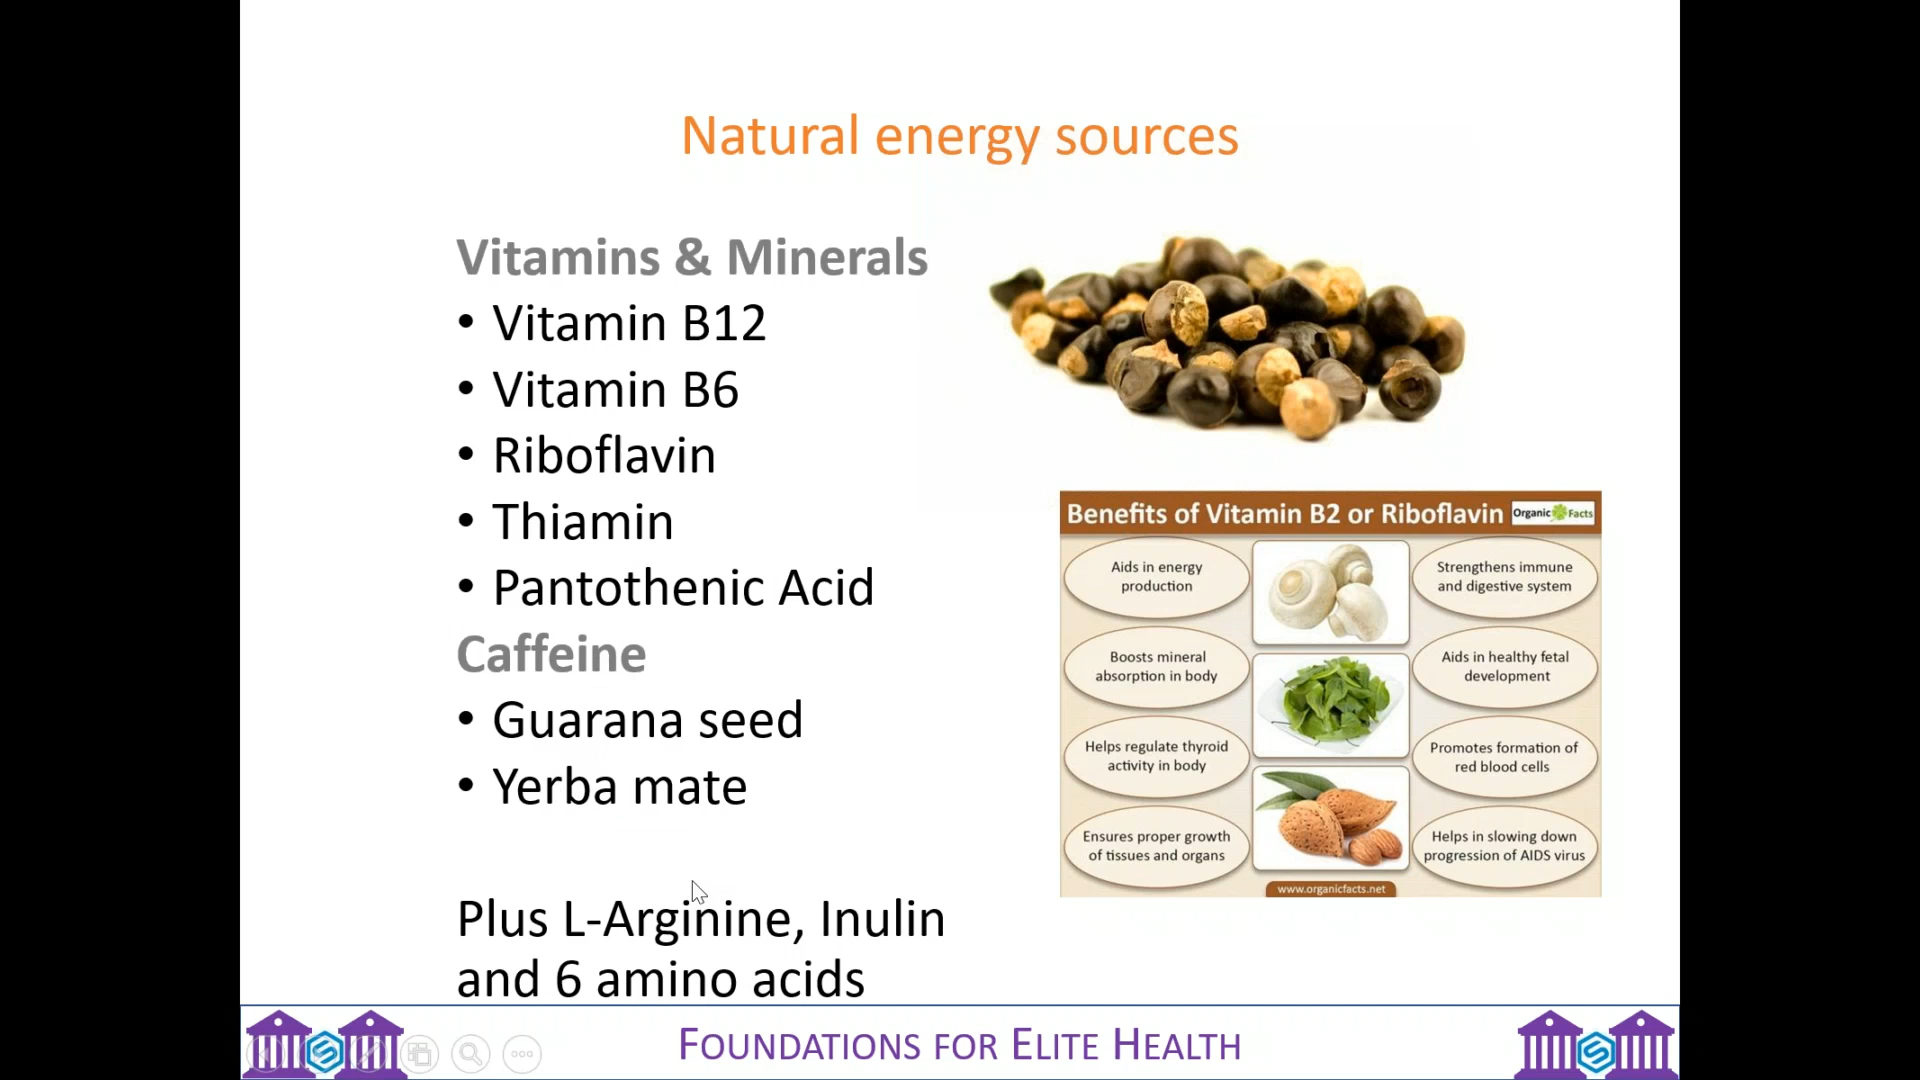 Natural energy sources
Vitamins & Minerals
• Vitamin B12
• Vitamin B6
• Riboflavin
• Thiamin
• Pantothenic Acid
Caffeine
• Guarana seed
• Yerba mate
Plus L-Arginine, Inulin
and 6 amino acids
Benefits of Vitamin B2 or Riboflavin
Organic Facts
Aids in energy
production
Strengthens immune
and digestive system
Boosts mineral
absorption in body
Aids in healthy fetal
development
Helps regulate thyroid
activity in body
Promotes formation of
red blood cells
Ensures proper growth
of tissues and organs
Helps in slowing down
progression of AIDS virus
www.organicfacts.net
FOUNDATIONS FOR ELITE HEALTH